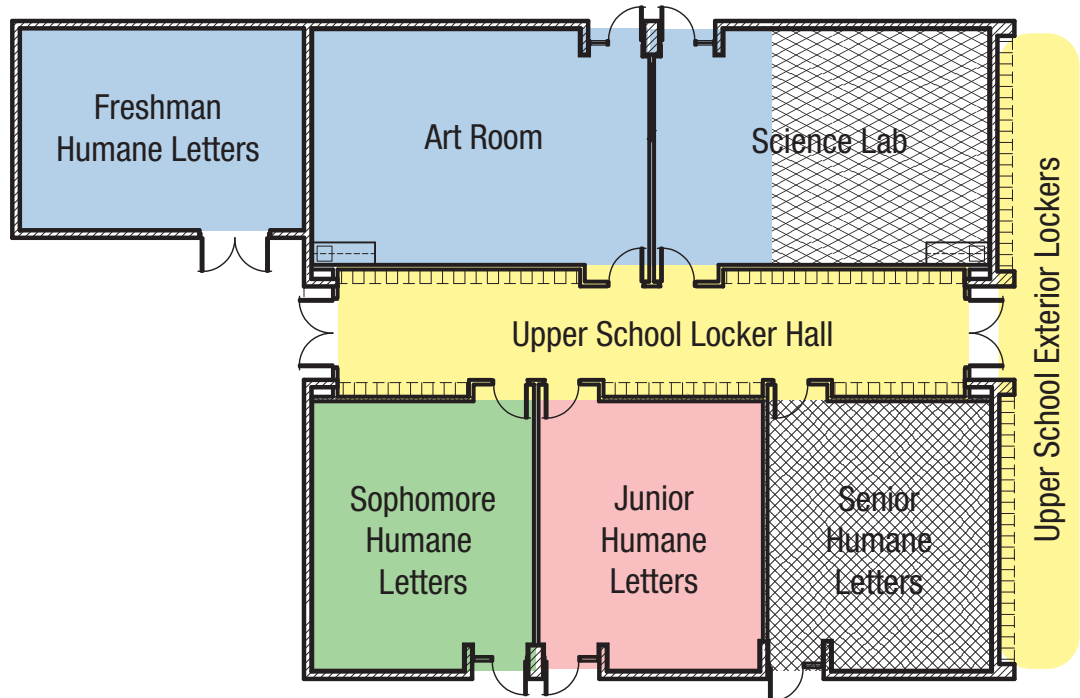 Freshman
Humane Letters
Art Room
Science Lab
Upper School Locker Hall
Upper School Exterior Lockers
Sophomore
Humane
Letters
Junior
Humane
Letters
Senior
Humane
Letters